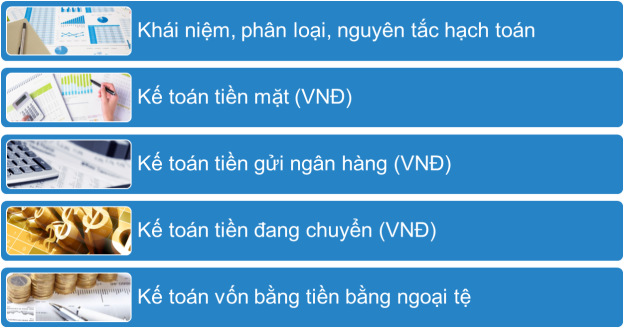 Khái niệm, phân loại, nguyên tắc hạch toán
Kế toán tiền mặt (VNĐ)
Kế toán tiền gửi ngân hàng (VNĐ)
Kế toán tiền đang chuyển (VNĐ)
Kế toán vốn bằng tiền bằng ngoại tệ